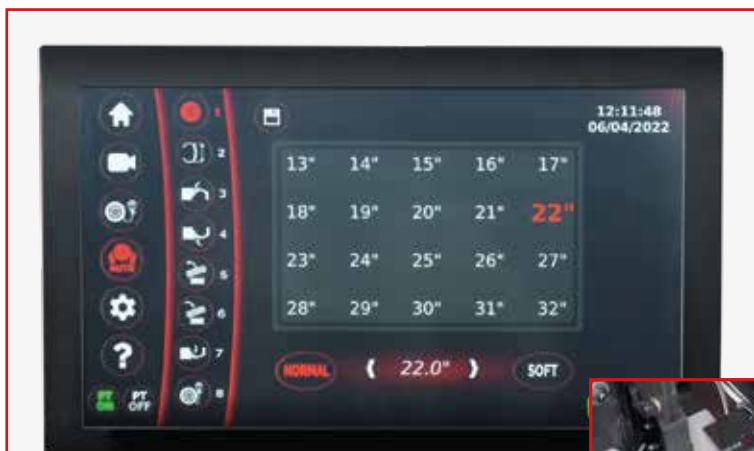 12:11:48
06/04/2022
1
2
3
4
5
6
7
8
13" 14" 15" 16" 17"
18" 19" 20" 21" 22"
23" 24" 25" 26" 27"
28" 29" 30" 31" 32"
AUTO
?
PT ON
PT OFF
NORMAL ( 22.0" ) SOFT